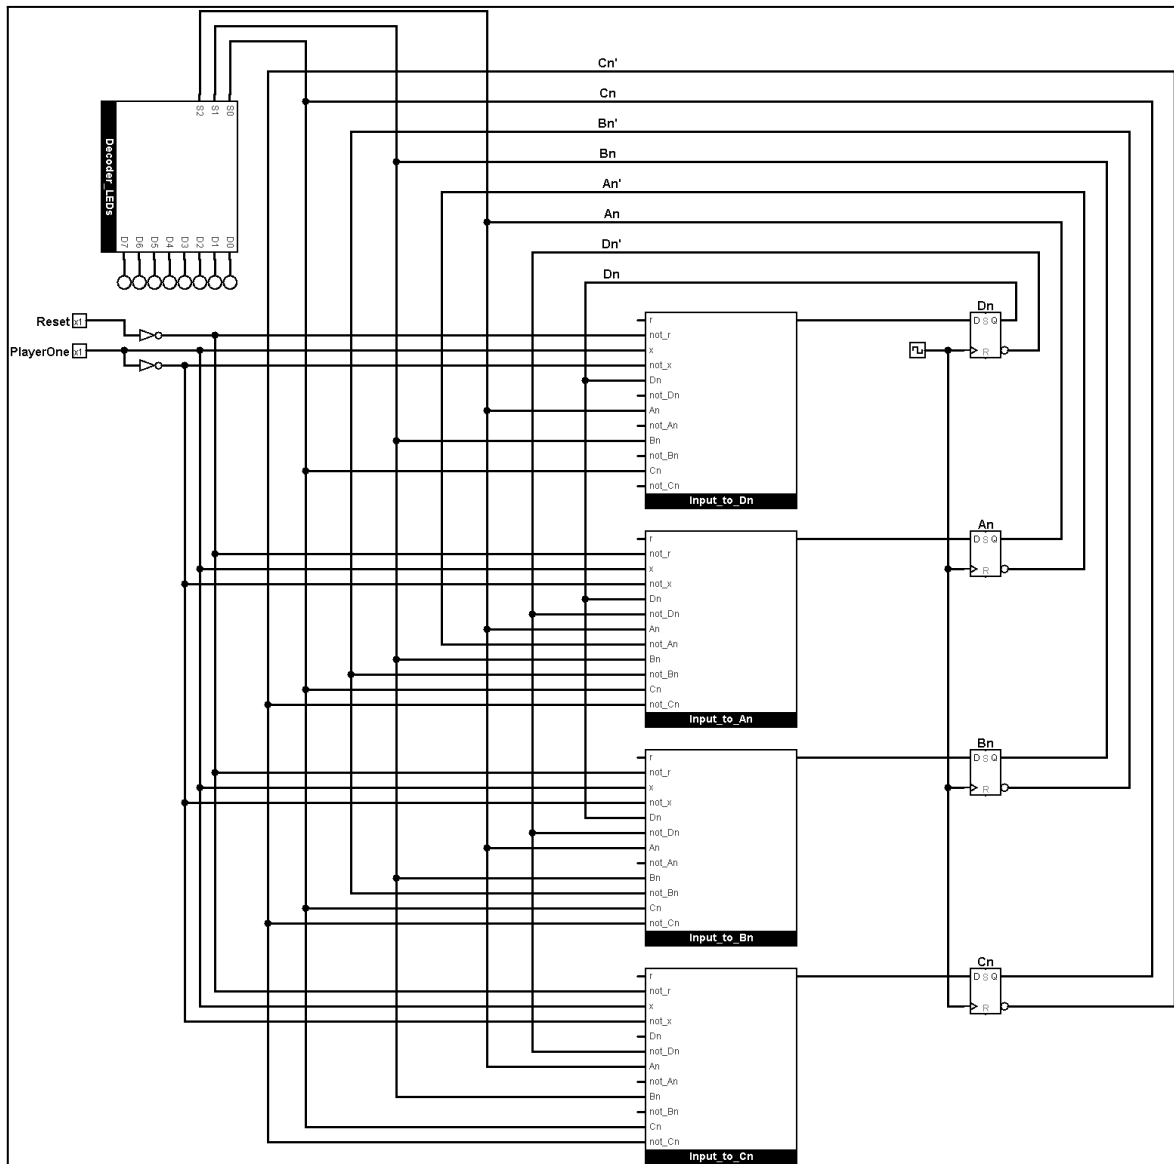 Cn'
Cn
Bn'
Bn
An'
An
Dn'
Dn
S2 S1 S0
Decoder_LEDs
D7 D6 D5 D4 D3 D2 D1 D0
Reset x1
PlayerOne x1
r
not_r
x
not_x
Dn
not_Dn
An
not_An
Bn
not_Bn
Cn
not_Cn
Input_to_Dn
Dn
D S Q
R
r
not_r
x
not_x
Dn
not_Dn
An
not_An
Bn
not_Bn
Cn
not_Cn
Input_to_An
An
D S Q
R
r
not_r
x
not_x
Dn
not_Dn
An
not_An
Bn
not_Bn
Cn
not_Cn
Input_to_Bn
Bn
D S Q
R
r
not_r
x
not_x
Dn
not_Dn
An
not_An
Bn
not_Bn
Cn
not_Cn
Input_to_Cn
Cn
D S Q
R